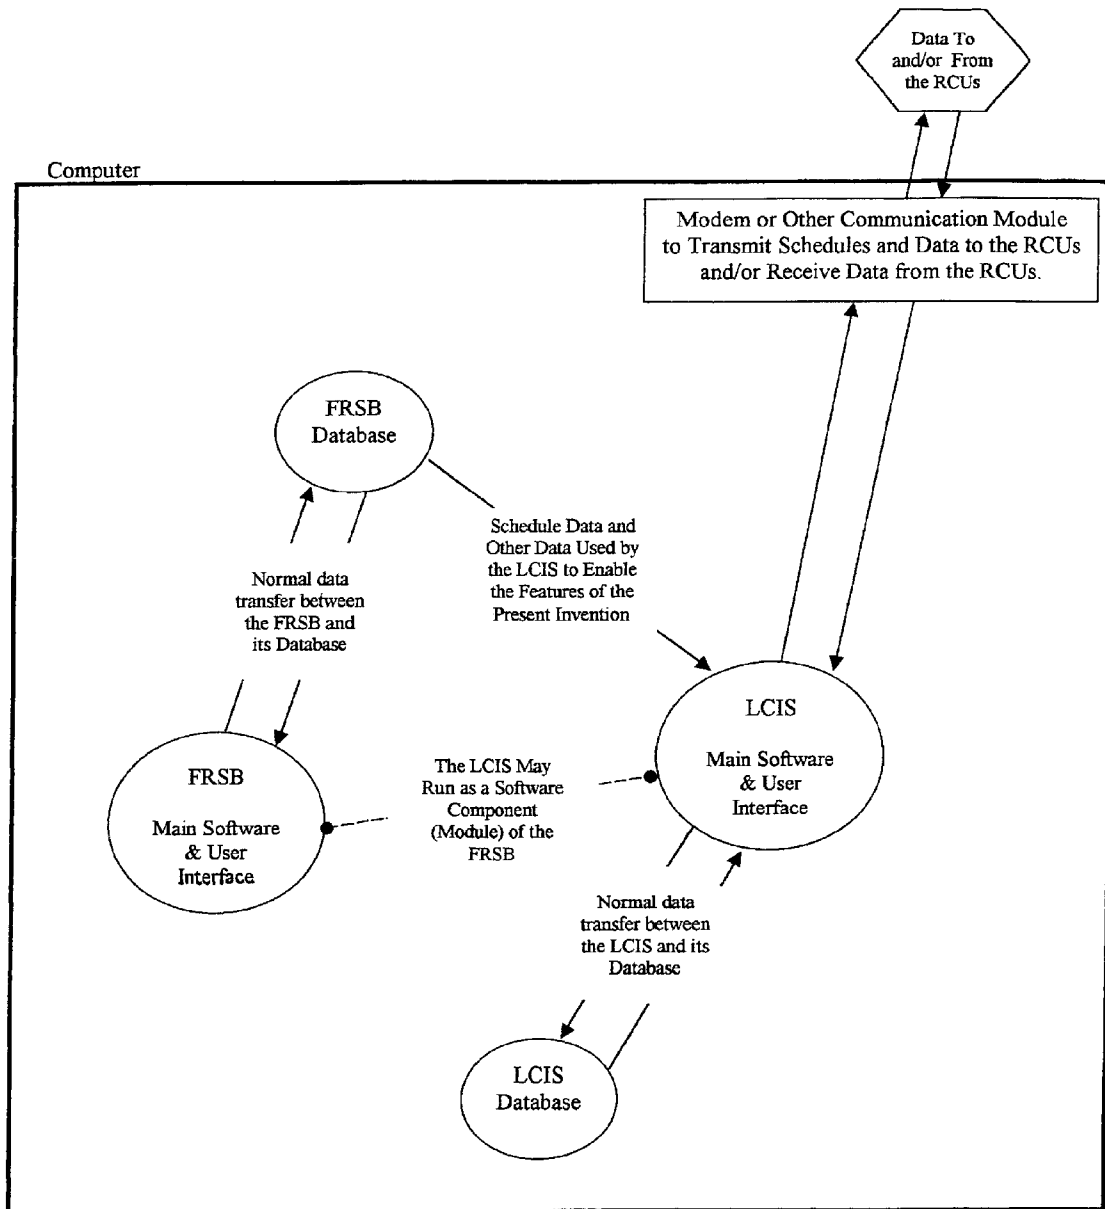 Data To
and/or From
the RCUs
Computer
Modem or Other Communication Module
to Transmit Schedules and Data to the RCUs
and/or Receive Data from the RCUs.
FRSB
Database
Schedule Data and
Other Data Used by
the LCIS to Enable
the Features of the
Present Invention
Normal data
transfer between
the FRSB and
its Database
LCIS
Main Software
& User
Interface
FRSB
Main Software
& User
Interface
The LCIS May
Run as a Software
Component
(Module) of the
FRSB
Normal data
transfer between
the LCIS and its
Database
LCIS
Database